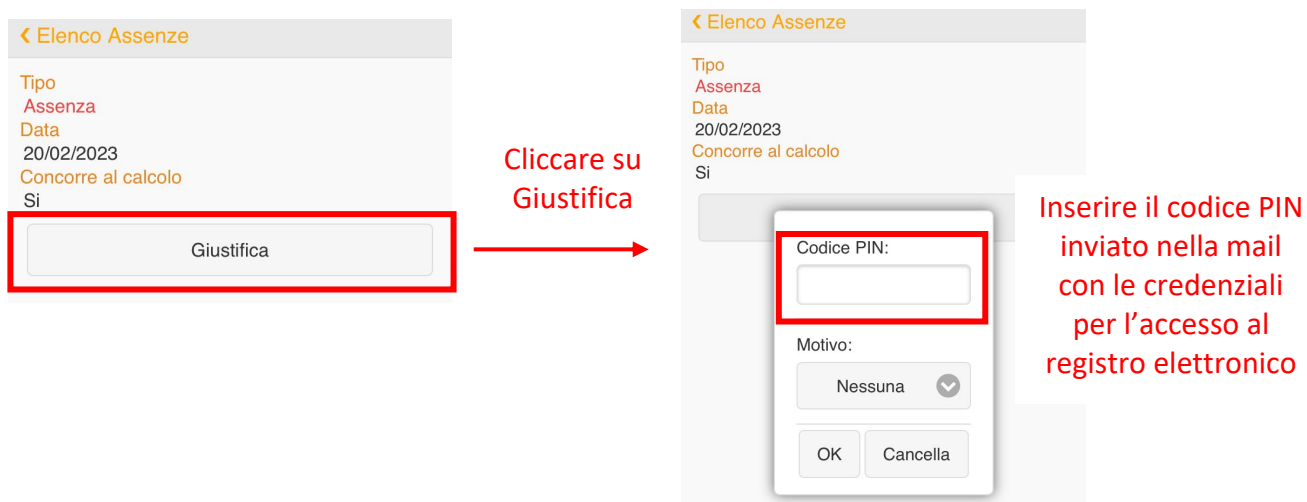 Elenco Assenze
Tipo
Assenza
Data
20/02/2023
Concorre al calcolo
Si
Giustifica
Cliccare su
Giustifica
Elenco Assenze
Tipo
Assenza
Data
20/02/2023
Concorre al calcolo
Si
Codice PIN:
Motivo:
Nessuna
OK
Cancella
Inserire il codice PIN
inviato nella mail
con le credenziali
per l’accesso al
registro elettronico